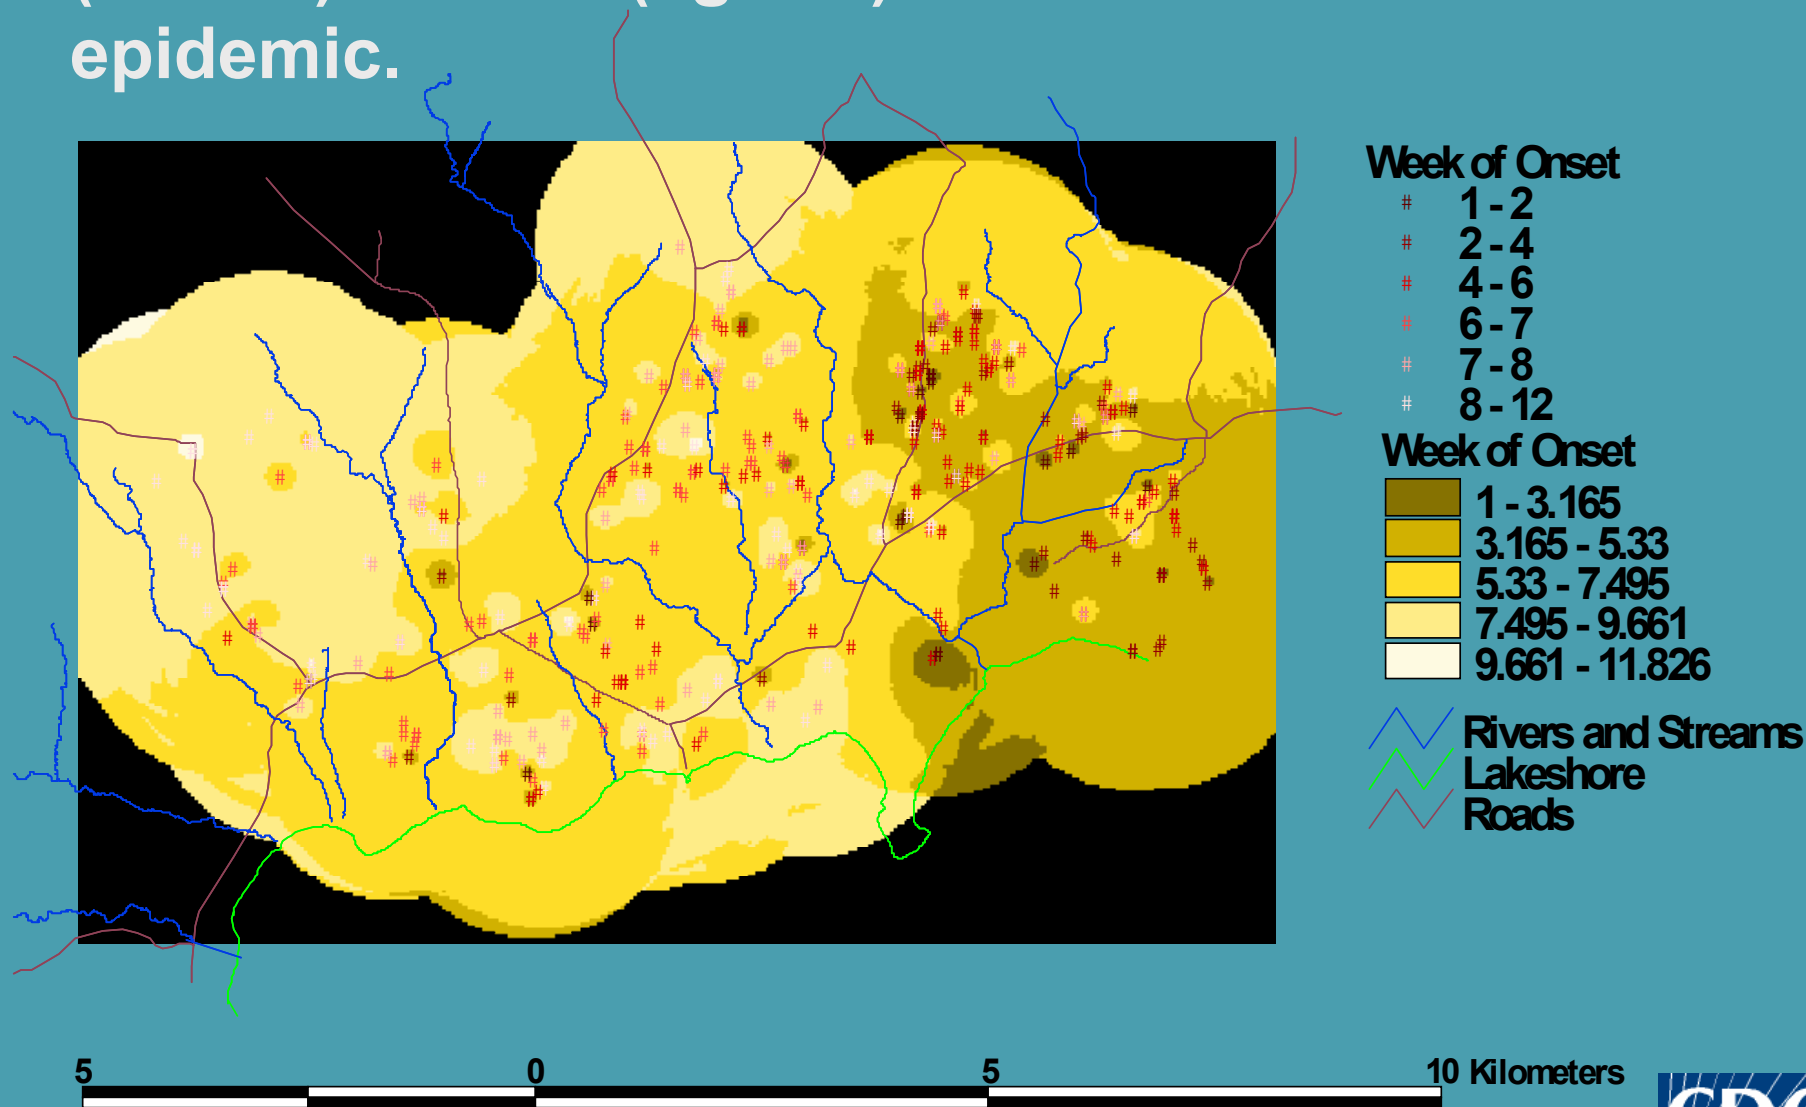 epidemic.
Week of Onset
# 1 - 2
# 2 - 4
# 4 - 6
# 6 - 7
# 7 - 8
# 8 - 12
Week of Onset
1 - 3.165
3.165 - 5.33
5.33 - 7.495
7.495 - 9.661
9.661 - 11.826
Rivers and Streams
Lakeshore
Roads
5 0 5 10 Kilometers
CDC